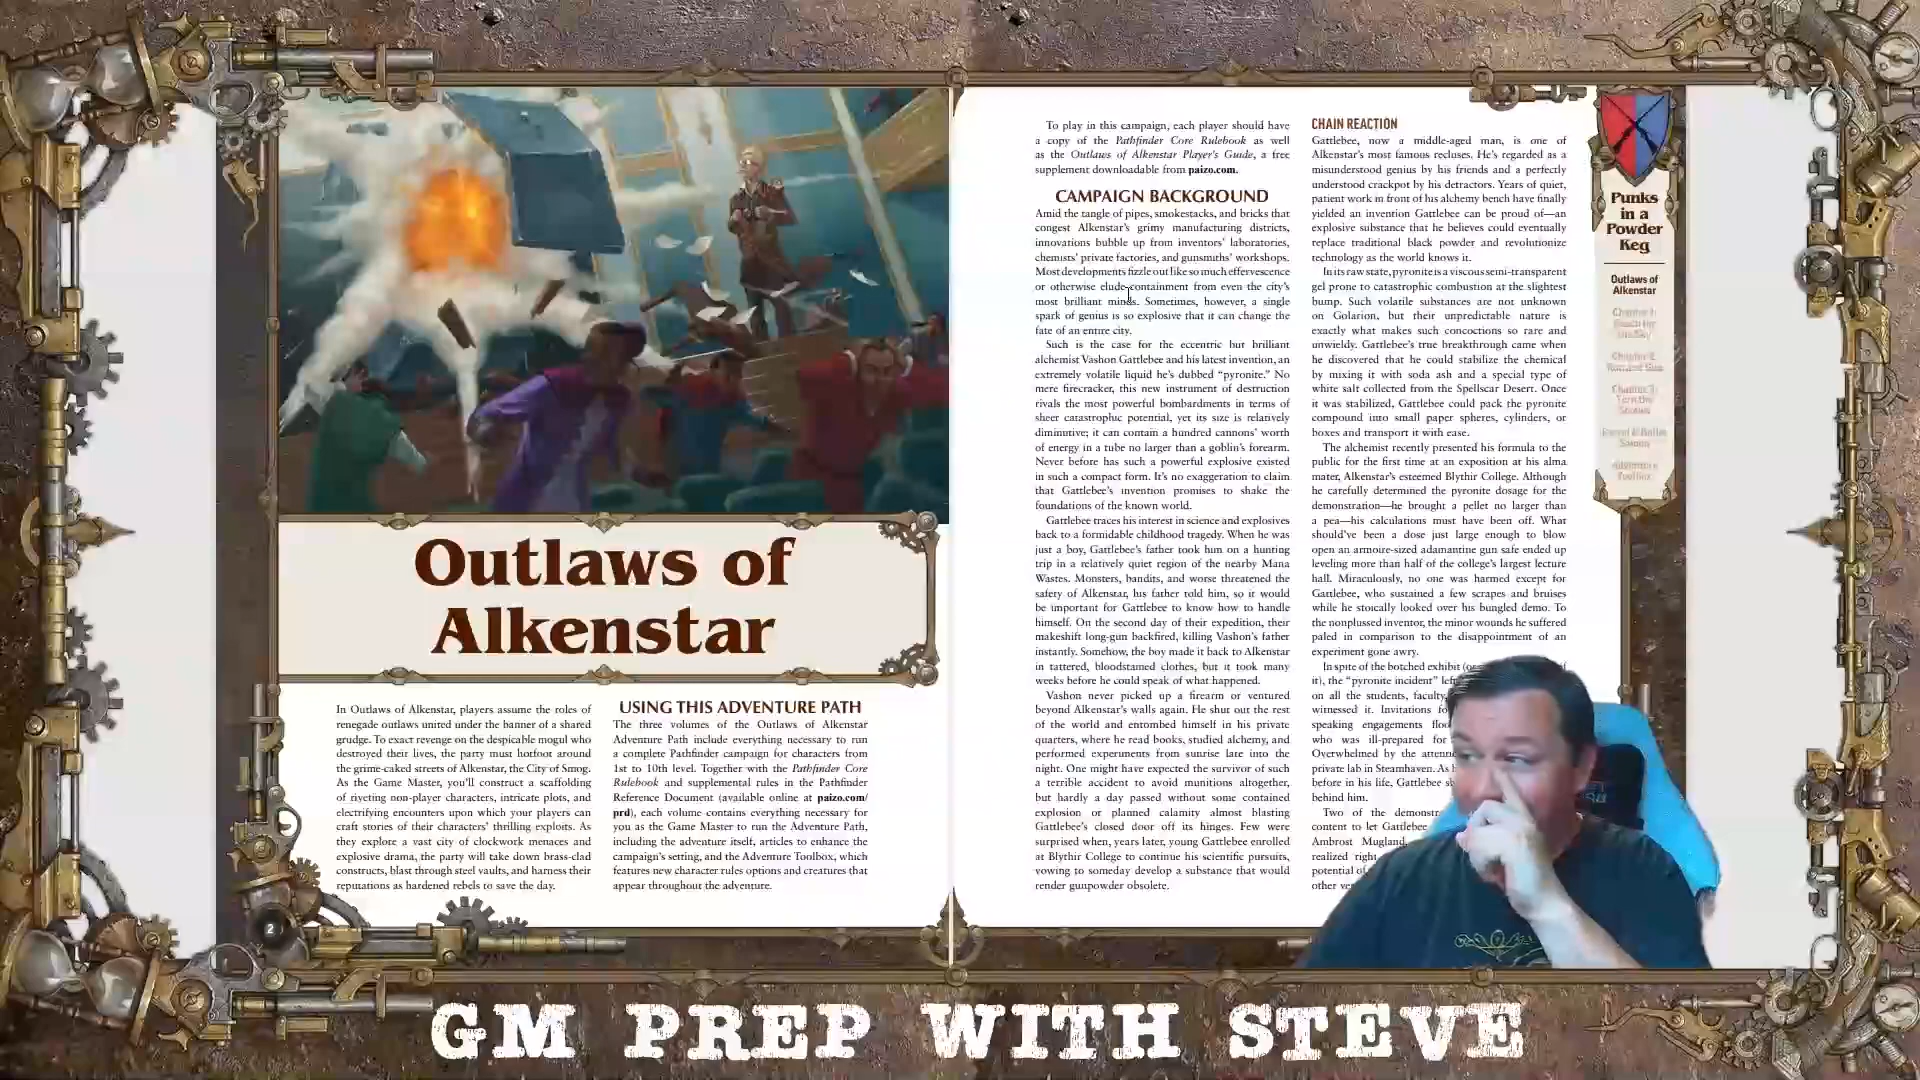 Outlaws of
Alkenstar
In Outlaws of Alkenstar, players assume the roles of
renegade outlaws united under the banner of a shared
grudge. To exact revenge on the despicable mogul who
destroyed their lives, the party must hotfoot around
the grime-caked streets of Alkenstar, the City of Smog.
As the Game Master, you'll construct a scaffolding
of riveting non-player characters, intricate plots, and
electrifying encounters upon which your players can
craft stories of their characters' thrilling exploits. As
they explore a vast city of clockwork menaces and
explosive drama, the party will take down brass-clad
constructs, blast through steel vaults, and harness their
reputations as hardened rebels to save the day.
USING THIS ADVENTURE PATH
The three volumes of the Outlaws of Alkenstar
Adventure Path include everything necessary to run
a complete Pathfinder campaign for characters from
1st to 10th level. Together with the Pathfinder Core
Rulebook and supplemental rules in the Pathfinder
Reference Document (available online at paizo.com/
prd), each volume contains everything necessary for
you as the Game Master to run the Adventure Path,
including the adventure itself, articles to enhance the
campaign's setting, and the Adventure Toolbox, which
features new character rules options and creatures that
appear throughout the adventure.
2
To play in this campaign, each player should have
a copy of the Pathfinder Core Rulebook as well
as the Outlaws of Alkenstar Player's Guide, a free
supplement downloadable from paizo.com.
CAMPAIGN BACKGROUND
Amid the tangle of pipes, smokestacks, and bricks that
congest Alkenstar's grimy manufacturing districts,
innovations bubble up from inventors' laboratories,
chemists' private factories, and gunsmiths' workshops.
Most developments fizzle out like so much effervescence
or otherwise elude containment from even the city's
most brilliant minds. Sometimes, however, a single
spark of genius is so explosive that it can change the
fate of an entire city.
Such is the case for the eccentric but brilliant
alchemist Vashon Gattlebee and his latest invention, an
extremely volatile liquid he's dubbed “pyronite.” No
mere firecracker, this new instrument of destruction
rivals the most powerful bombardments in terms of
sheer catastrophic potential, yet its size is relatively
diminutive; it can contain a hundred cannons' worth
of energy in a tube no larger than a goblin's forearm.
Never before has such a powerful explosive existed
in such a compact form. It's no exaggeration to claim
that Gattlebee's invention promises to shake the
foundations of the known world.
Gattlebee traces his interest in science and explosives
back to a formidable childhood tragedy. When he was
just a boy, Gattlebee's father took him on a hunting
trip in a relatively quiet region of the nearby Mana
Wastes. Monsters, bandits, and worse threatened the
safety of Alkenstar, his father told him, so it would
be important for Gattlebee to know how to handle
himself. On the second day of their expedition, their
makeshift long-gun backfired, killing Vashon's father
instantly. Somehow, the boy made it back to Alkenstar
in tattered, bloodstained clothes, but it took many
weeks before he could speak of what happened.
Vashon never picked up a firearm or ventured
beyond Alkenstar's walls again. He shut out the rest
of the world and entombed himself in his private
quarters, where he read books, studied alchemy, and
performed experiments from sunrise late into the
night. One might have expected the survivor of such
a terrible accident to avoid munitions altogether,
but hardly a day passed without some contained
explosion or planned calamity almost blasting
Gattlebee's closed door off its hinges. Few were
surprised when, years later, young Gattlebee enrolled
at Blythir College to continue his scientific pursuits,
vowing to someday develop a substance that would
render gunpowder obsolete.
CHAIN REACTION
Gattlebee, now a middle-aged man, is one of
Alkenstar's most famous recluses. He's regarded as a
misunderstood genius by his friends and a perfectly
understood crackpot by his detractors. Years of quiet,
patient work in front of his alchemy bench have finally
yielded an invention Gattlebee can be proud of—an
explosive substance that he believes could eventually
replace traditional black powder and revolutionize
technology as the world knows it.
In its raw state, pyronite is a viscous semi-transparent
gel prone to catastrophic combustion at the slightest
bump. Such volatile substances are not unknown
on Golarion, but their unpredictable nature is
exactly what makes such concoctions so rare and
unwieldy. Gattlebee's true breakthrough came when
he discovered that he could stabilize the chemical
by mixing it with soda ash and a special type of
white salt collected from the Spellscar Desert. Once
it was stabilized, Gattlebee could pack the pyronite
compound into small paper spheres, cylinders, or
boxes and transport it with ease.
The alchemist recently presented his formula to the
public for the first time at an exposition at his alma
mater, Alkenstar's esteemed Blythir College. Although
he carefully determined the pyronite dosage for the
demonstration—he brought a pellet no larger than
a pea—his calculations must have been off. What
should've been a dose just large enough to blow
open an armoire-sized adamantine gun safe ended up
leveling more than half of the college's largest lecture
hall. Miraculously, no one was harmed except for
Gattlebee, who sustained a few scrapes and bruises
while he stoically looked over his bungled demo. To
the nonplussed inventor, the minor wounds he suffered
paled in comparison to the disappointment of an
experiment gone awry.
In spite of the botched exhibit
it), the “pyronite incident”
on all the students, faculty,
witnessed it. Invitations
speaking engagements
who was ill-prepared for
Overwhelmed by the
private lab in Steamhaven. As
before in his life, Gattlebee
behind him.
Two of the
content to let Gattlebee
Ambrost Mugland,
realized right
potential of
other
Punks
in a
Powder
Keg
Outlaws of
Alkenstar
Chapter 1:
Reach for
the Sky
Chapter 3:
Turn the
Screws
Barrel & Bullet
Saloon
Adventure
Toolbox
GM PREP WITH STEVE